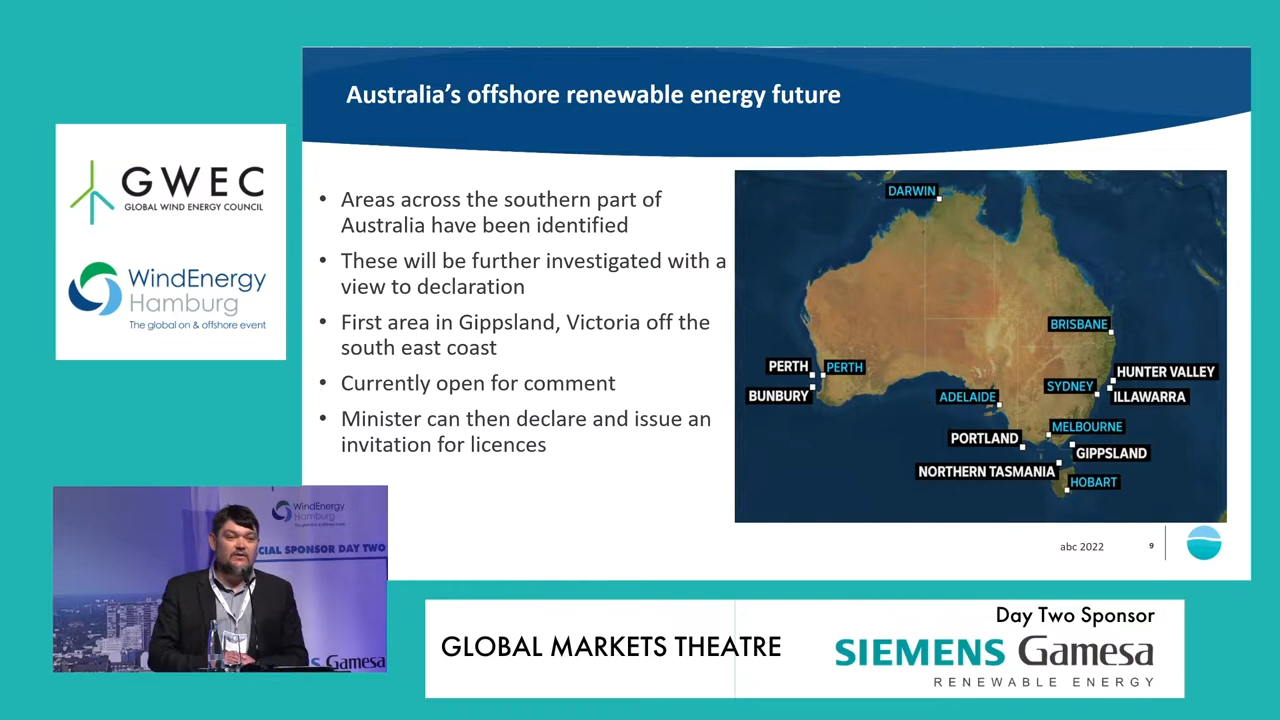 Australia's offshore renewable energy future
GWEC
GLOBAL WIND ENERGY COUNCIL
WindEnergy
Hamburg
The global on & offshore event
• Areas across the southern part of
Australia have been identified
• These will be further investigated with a
view to declaration
• First area in Gippsland, Victoria off the
south east coast
• Currently open for comment
• Minister can then declare and issue an
invitation for licences
DARWIN
BRISBANE
PERTH
PERTH
BUNBURY
HUNTER VALLEY
SYDNEY
ILLAWARRA
ADELAIDE
MELBOURNE
PORTLAND
GIPPSLAND
NORTHERN TASMANIA
HOBART
abc 2022
9
WindEnergy
Hamburg
CIAL SPONSOR DAY TWO
S Gamesa
GLOBAL MARKETS THEATRE
Day Two Sponsor
SIEMENS Gamesa
RENEWABLE ENERGY